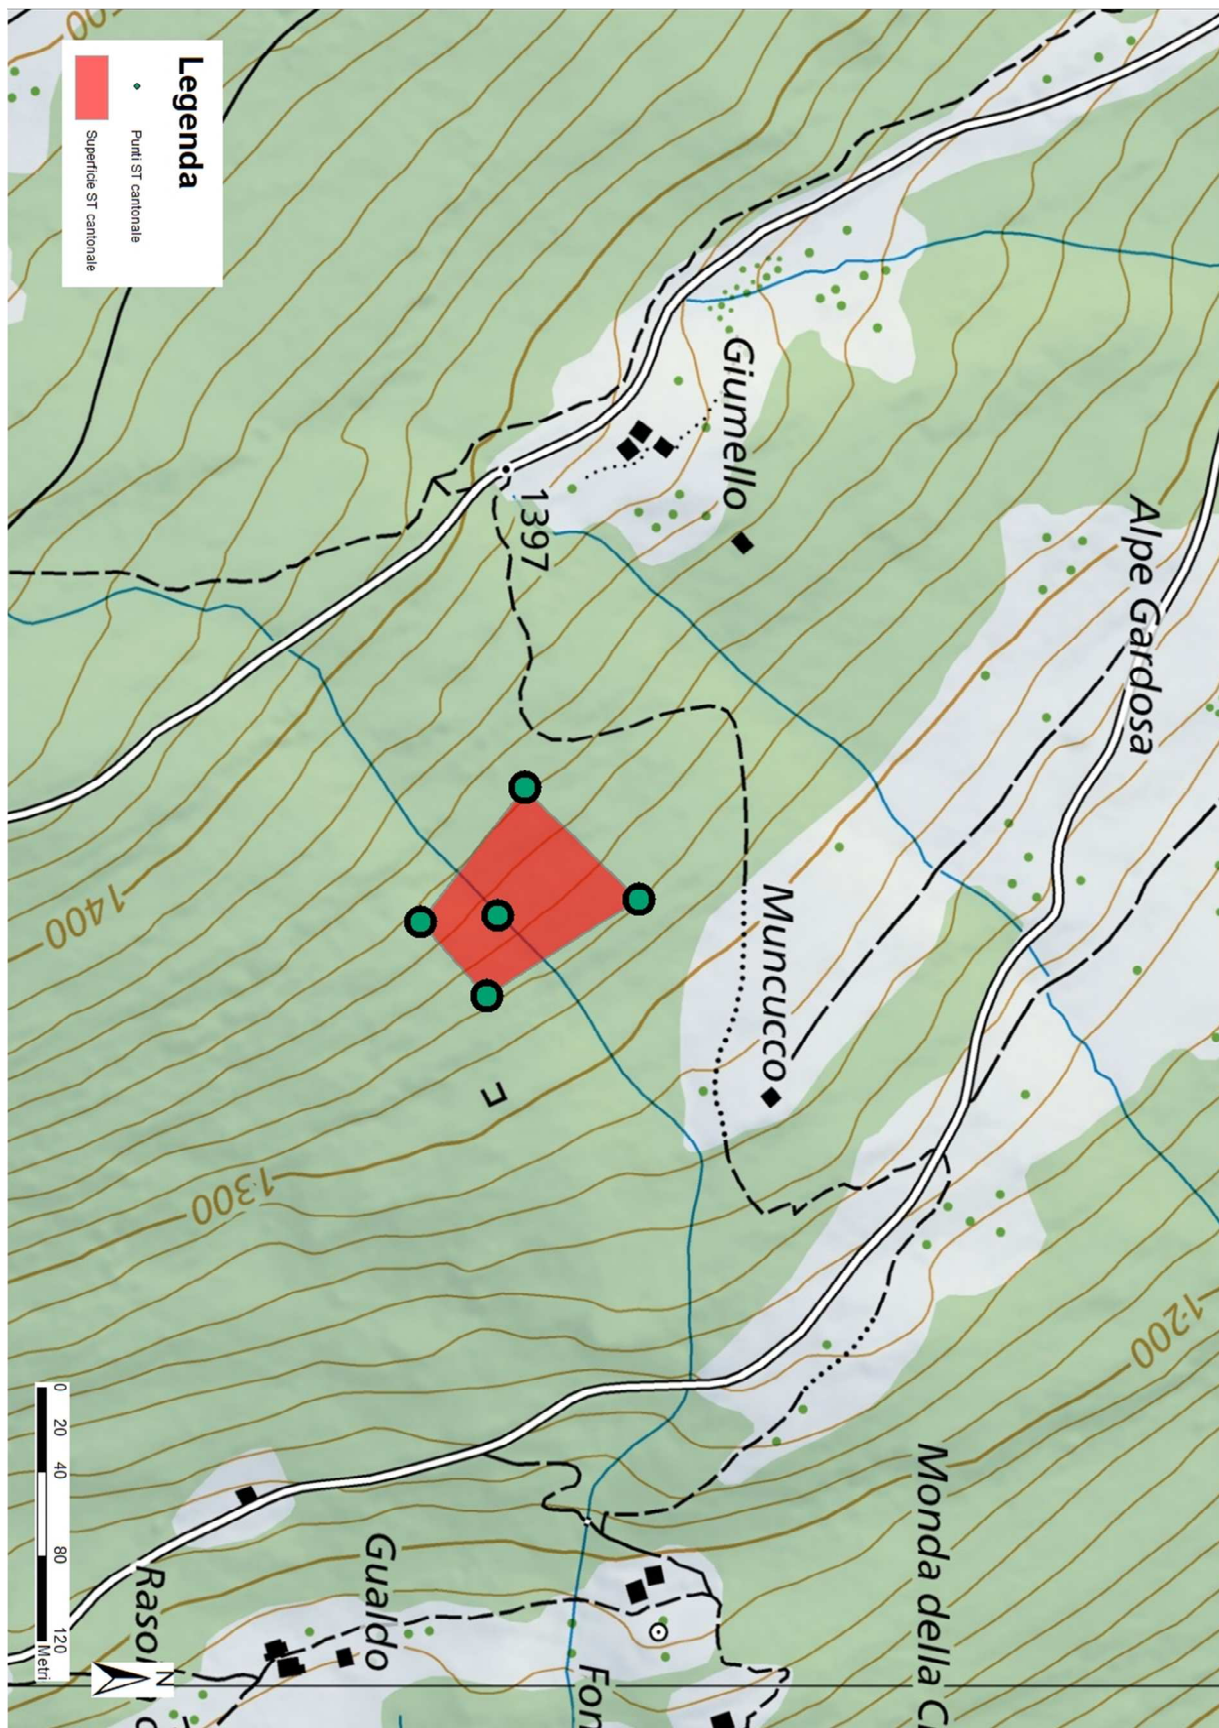 Legenda
Punti ST cantonale
Superficie ST cantonale
Giumello
1397
Alpe Gardosa
Muncucco
1400
1300
1200
Monda della C
Gualdo
Fon
0 20 40 80 120
Metri
N